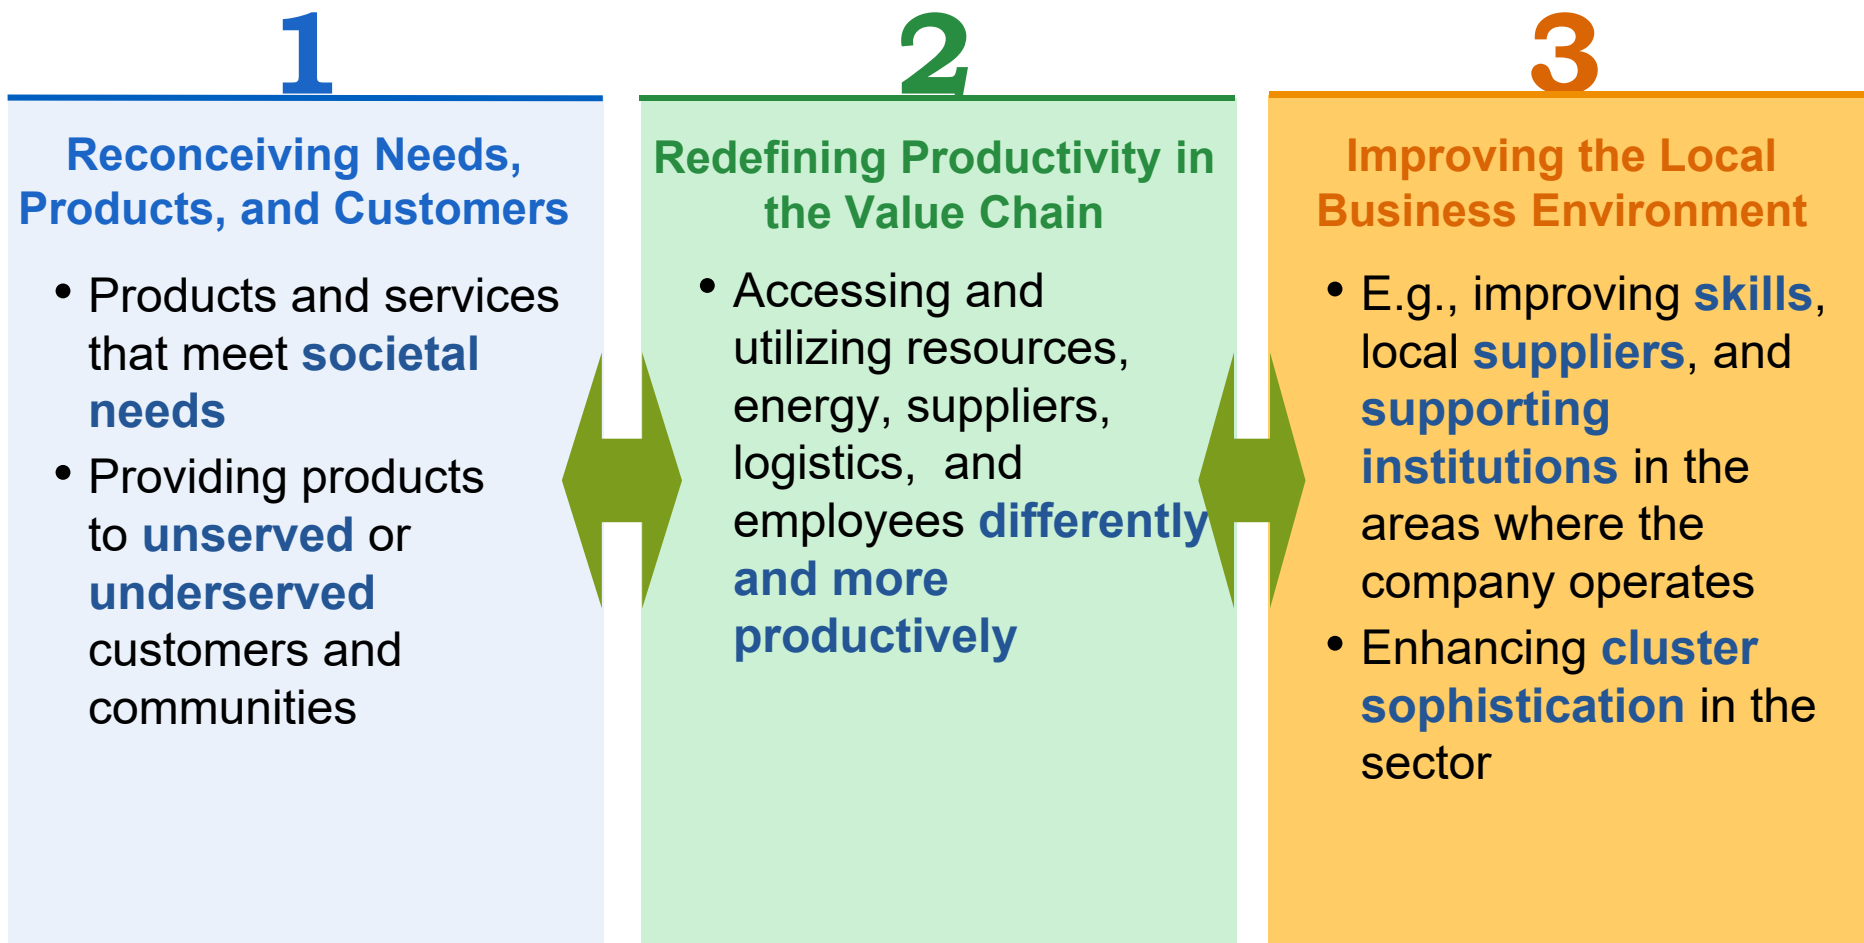 1
Reconceiving Needs,
Products, and Customers
• Products and services
that meet societal
needs
• Providing products
to unserved or
underserved
customers and
communities
2
Redefining Productivity in
the Value Chain
• Accessing and
utilizing resources,
energy, suppliers,
logistics,  and
employees differently
and more
productively
3
Improving the Local
Business Environment
• E.g., improving skills,
local suppliers, and
supporting
institutions in the
areas where the
company operates
• Enhancing cluster
sophistication in the
sector